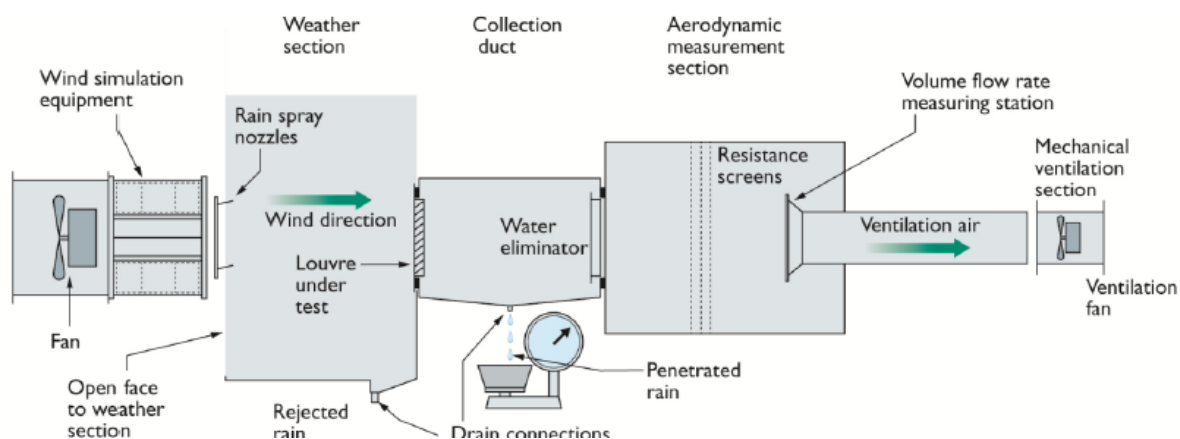 Weather
section
Collection
duct
Aerodynamic
measurement
section
Wind simulation
equipment
Rain spray
nozzles
Volume flow rate
measuring station
Mechanical
ventilation
section
Resistance
screens
Wind direction
Water
eliminator
Ventilation air
Louvre
under
test
Ventilation
fan
Fan
Open face
to weather
section
Rejected
rain
Penetrated
rain
Drain connections